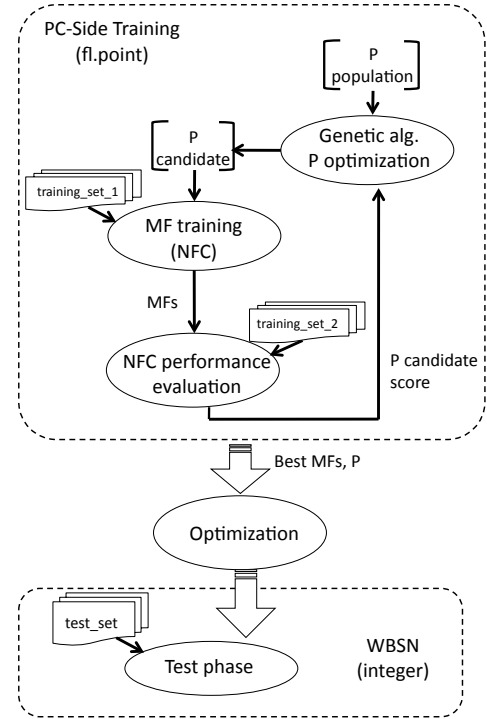 PC-Side Training
(fl.point)
P
population
Genetic alg.
P optimization
P
candidate
training_set_1
MF training
(NFC)
MFs
training_set_2
NFC performance
evaluation
P candidate
score
Best MFs, P
Optimization
test_set
Test phase
WBSN
(integer)